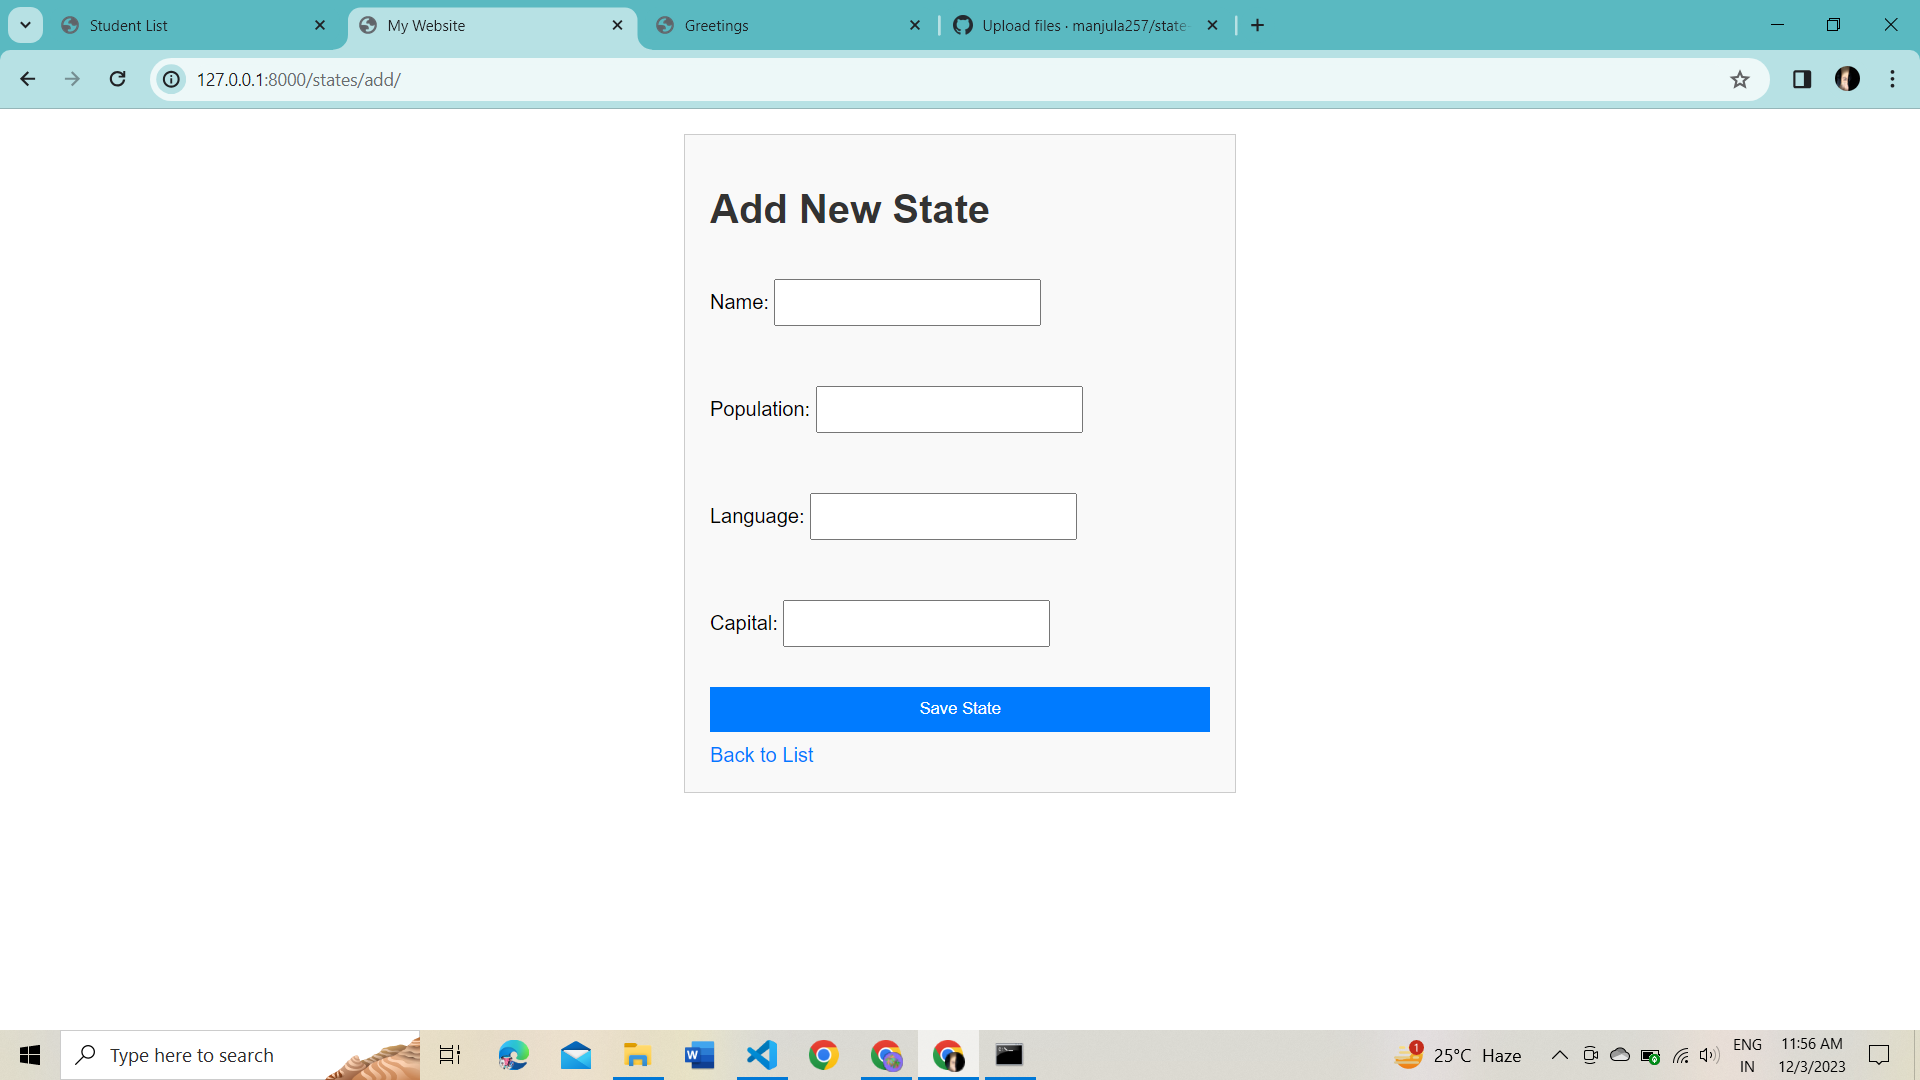 Student List
My Website
Greetings
Upload files · manjula257/state
127.0.0.1:8000/states/add/
Add New State
Name:
Population:
Language:
Capital:
Save State
Back to List
Type here to search
1
25°C Haze
ENG
IN
11:56 AM
12/3/2023